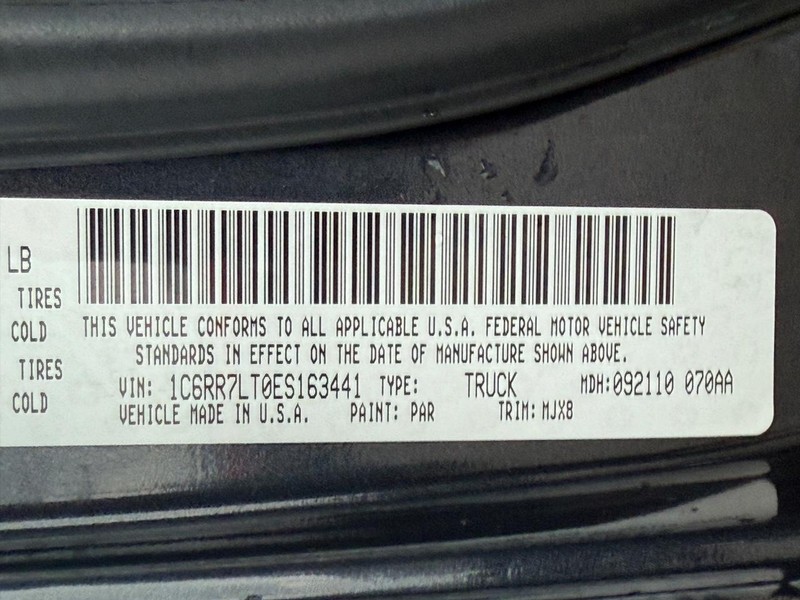 LB
TIRES
COLD
TIRES
COLD
THIS VEHICLE CONFORMS TO ALL APPLICABLE U.S.A. FEDERAL MOTOR VEHICLE SAFETY
STANDARDS IN EFFECT ON THE DATE OF MANUFACTURE SHOWN ABOVE.
VIN: 1C6RR7LT0ES163441 TYPE: TRUCK MDH:092110 070AA
VEHICLE MADE IN U.S.A. PAINT: PAR TRIM: MJX8